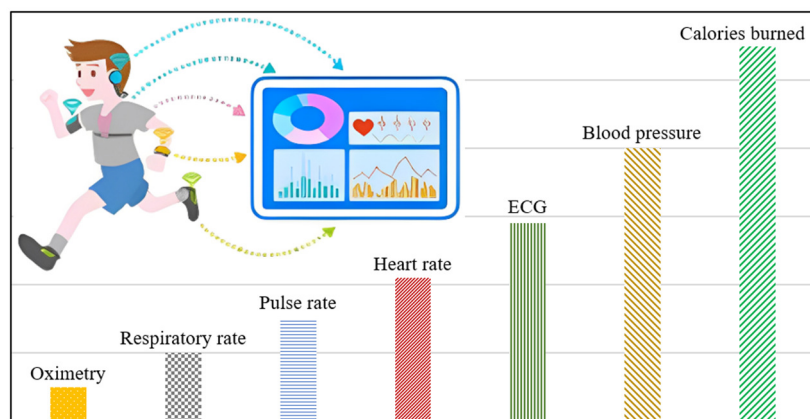 Calories burned
Blood pressure
ECG
Heart rate
Pulse rate
Respiratory rate
Oximetry